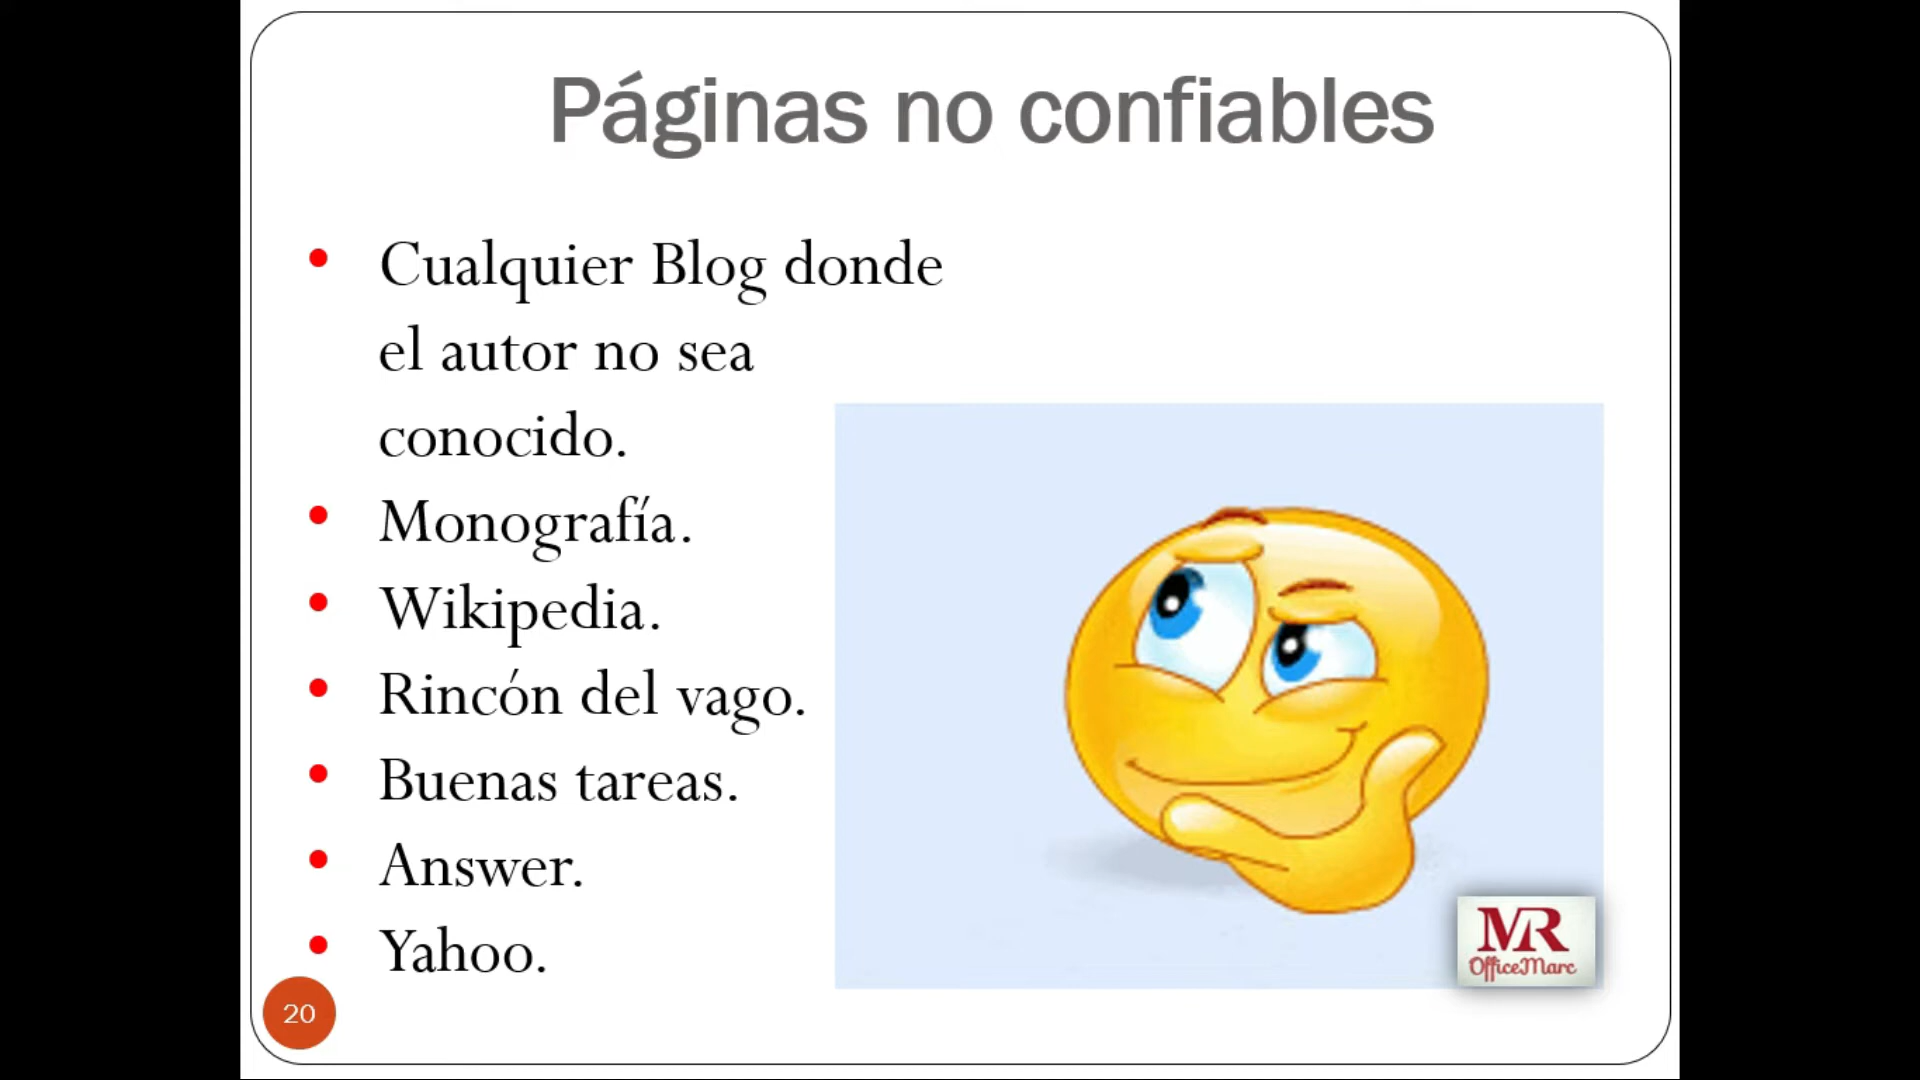 Páginas no confiables
• Cualquier Blog donde
el autor no sea
conocido.
• Monografía.
• Wikipedia.
• Rincón del vago.
• Buenas tareas.
• Answer.
• Yahoo.
MR
OfficeMarc
20